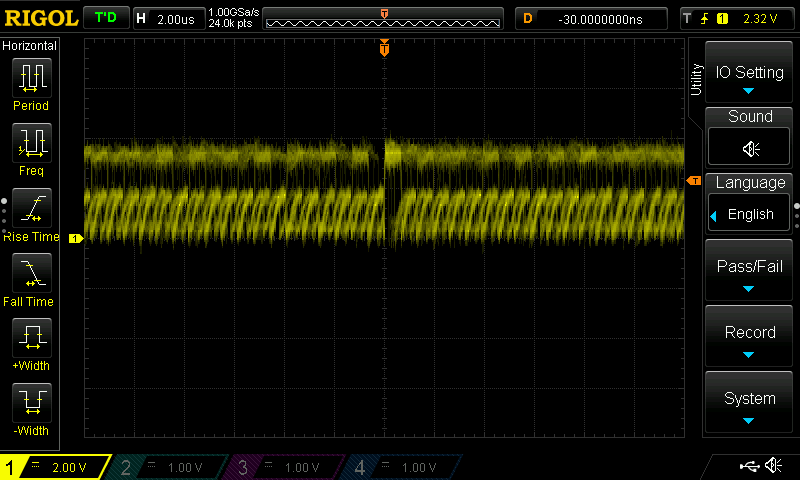 RIGOL T'D H 2.00us 1.00GSa/s D -30.0000000ns T 1 2.32 V
24.0k pts
T
Horizontal
Period
Freq
Rise Time
Fall Time
+Width
-Width
T
T
1
Utility
IO Setting
Sound
Language
English
Pass/Fail
Record
System
1 2.00 V 2 1.00 V 3 1.00 V 4 1.00 V